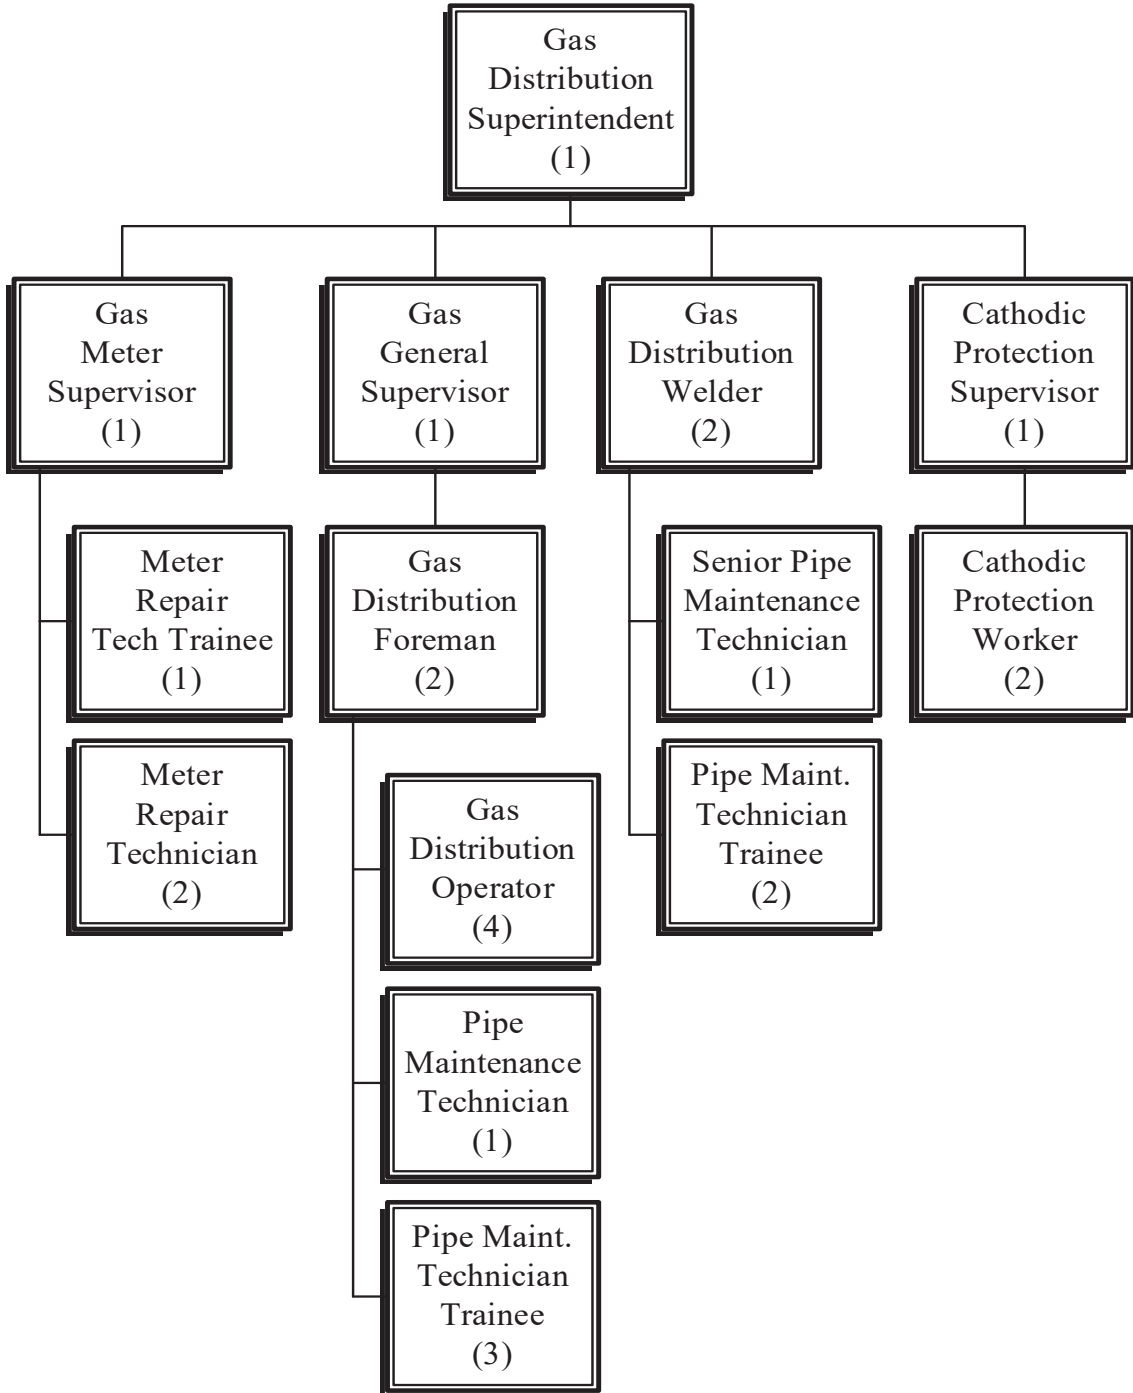 Gas
Distribution
Superintendent
(1)
Gas
Meter
Supervisor
(1)
Gas
General
Supervisor
(1)
Gas
Distribution
Welder
(2)
Cathodic
Protection
Supervisor
(1)
Meter
Repair
Tech Trainee
(1)
Gas
Distribution
Foreman
(2)
Senior Pipe
Maintenance
Technician
(1)
Cathodic
Protection
Worker
(2)
Meter
Repair
Technician
(2)
Gas
Distribution
Operator
(4)
Pipe Maint.
Technician
Trainee
(2)
Pipe
Maintenance
Technician
(1)
Pipe Maint.
Technician
Trainee
(3)